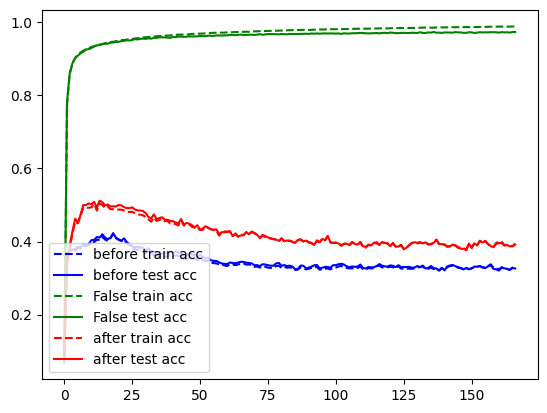 1.0
0.8
0.6
0.4
0.2
before train acc
before test acc
False train acc
False test acc
after train acc
after test acc
0 25 50 75 100 125 150